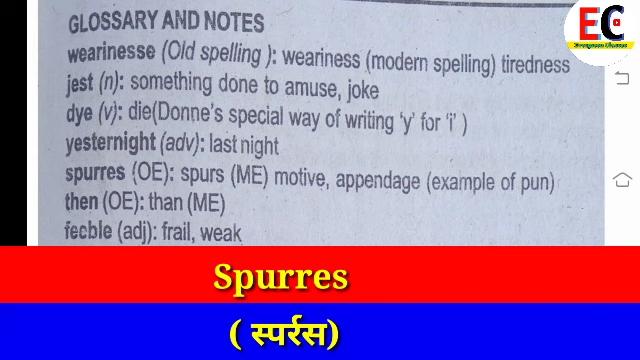 GLOSSARY AND NOTES
wearinesse (Old spelling ): weariness (modern spelling) tiredness
jest (n): something done to amuse, joke
dye (v): die(Donne's special way of writing 'y' for 'i' )
yesternight (adv): last night
spurres (OE): spurs (ME) motive, appendage (example of pun)
then (OE): than (ME)
feeble (adj): frail, weak
Spurres
( स्पर्रस)
EC